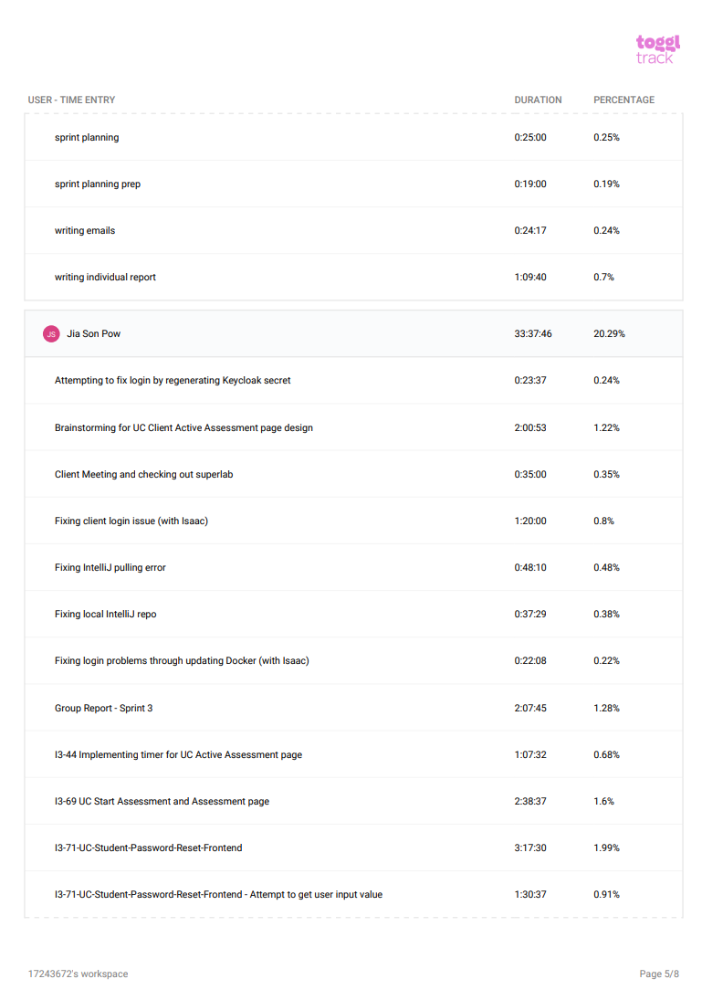 toggl
track
USER - TIME ENTRY DURATION PERCENTAGE
sprint planning 0:25:00 0.25%
sprint planning prep 0:19:00 0.19%
writing emails 0:24:17 0.24%
writing individual report 1:09:40 0.7%
JS Jia Son Pow 33:37:46 20.29%
Attempting to fix login by regenerating Keycloak secret 0:23:37 0.24%
Brainstorming for UC Client Active Assessment page design 2:00:53 1.22%
Client Meeting and checking out superlab 0:35:00 0.35%
Fixing client login issue (with Isaac) 1:20:00 0.8%
Fixing IntelliJ pulling error 0:48:10 0.48%
Fixing local IntelliJ repo 0:37:29 0.38%
Fixing login problems through updating Docker (with Isaac) 0:22:08 0.22%
Group Report - Sprint 3 2:07:45 1.28%
I3-44 Implementing timer for UC Active Assessment page 1:07:32 0.68%
I3-69 UC Start Assessment and Assessment page 2:38:37 1.6%
I3-71-UC-Student-Password-Reset-Frontend 3:17:30 1.99%
I3-71-UC-Student-Password-Reset-Frontend - Attempt to get user input value 1:30:37 0.91%
17243672's workspace Page 5/8